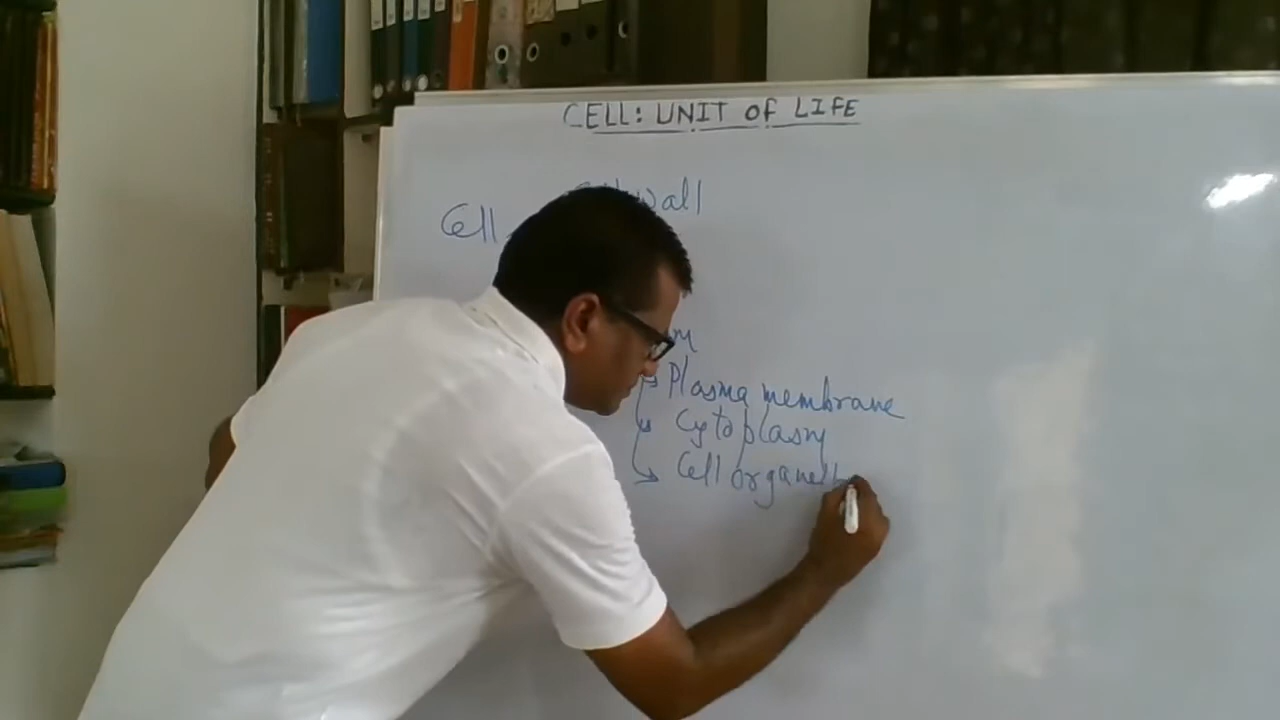 CELL: UNIT OF LIFE
wall
Cell
Plasma membrane
Cytoplasm
Cell organell